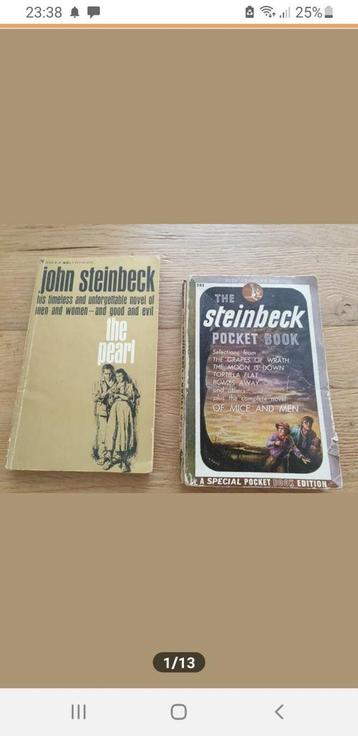 23:38
25%
john steinbeck
his timeless and unforgettable novel of
men and women—and good and evil
the
pearl
THE
steinbeck
POCKET BOOK
Selections from
THE GRAPES OF WRATH
THE MOON IS DOWN
TORTILLA FLAT
BOMBS AWAY
and others
plus the complete novel
OF MICE AND MEN
A SPECIAL POCKET BOOK EDITION
1/13